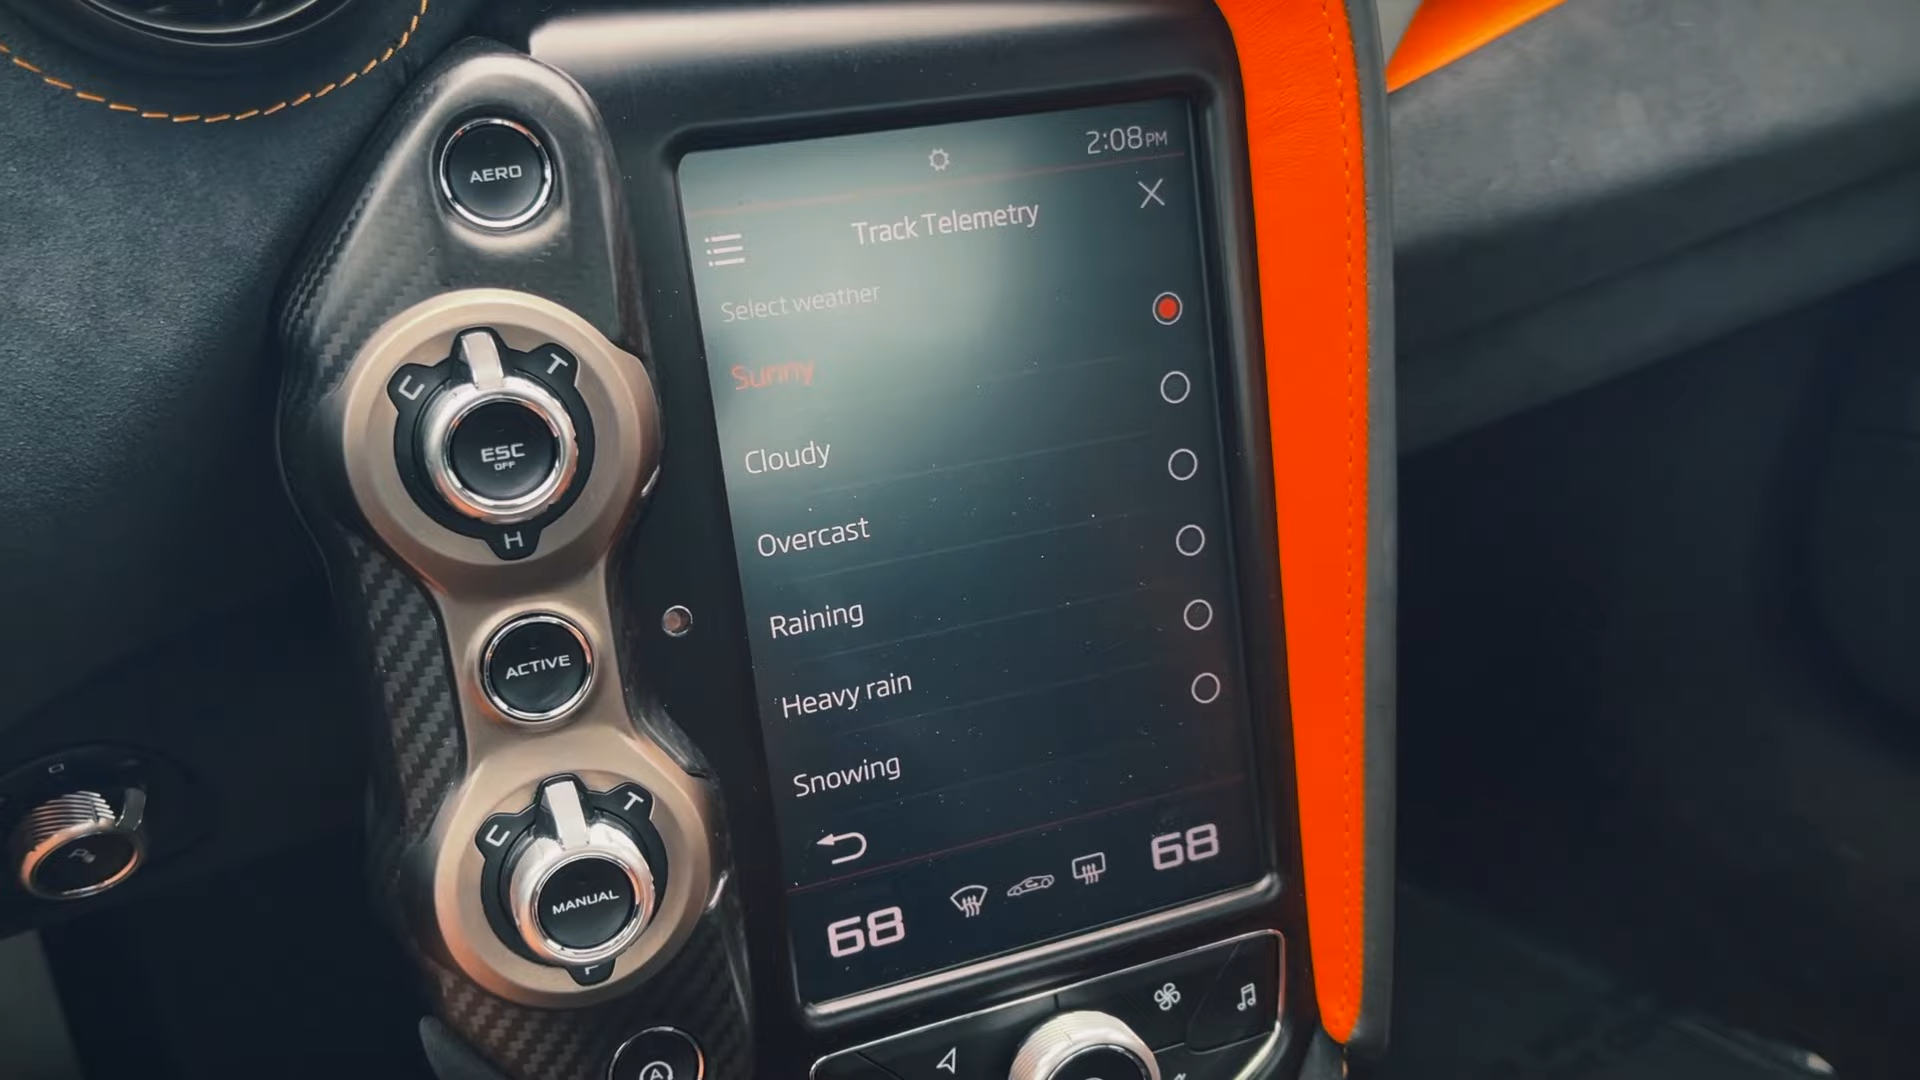 AERO
C T
ESC
OFF
H
ACTIVE
C T
MANUAL
P
A
2:08PM
Track Telemetry
Select weather
Sunny
Cloudy
Overcast
Raining
Heavy rain
Snowing
68 68